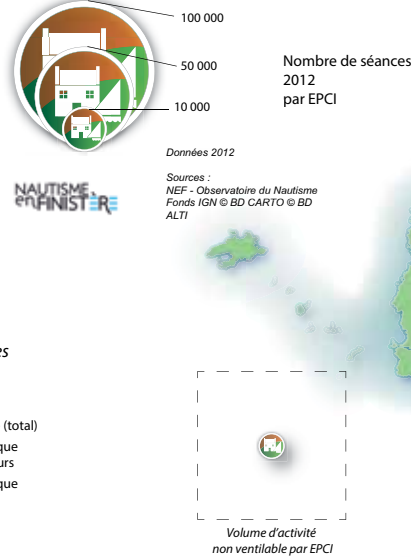 100 000
50 000
10 000
Nombre de séances
2012
par EPCI
Données 2012
Sources :
NEF - Observatoire du Nautisme
Fonds IGN © BD CARTO © BD
ALTI
NAUTISME
en FINISTÈRE
es
(total)
que
urs
que
Volume d'activité
non ventilable par EPCI